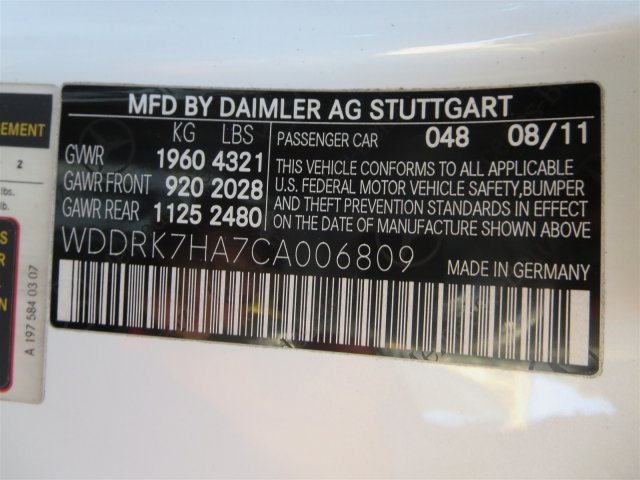 MFD BY DAIMLER AG STUTTGART
KG LBS
GVWR 1960 4321
GAWR FRONT 920 2028
GAWR REAR 1125 2480
PASSENGER CAR 048 08/11
THIS VEHICLE CONFORMS TO ALL APPLICABLE
U.S. FEDERAL MOTOR VEHICLE SAFETY,BUMPER
AND THEFT PREVENTION STANDARDS IN EFFECT
ON THE DATE OF MANUFACTURE SHOWN ABOVE
WDDRK7HA7CA006809
MADE IN GERMANY
EMENT
2
lbs.
lbs.
S
R
A 197 584 03 07